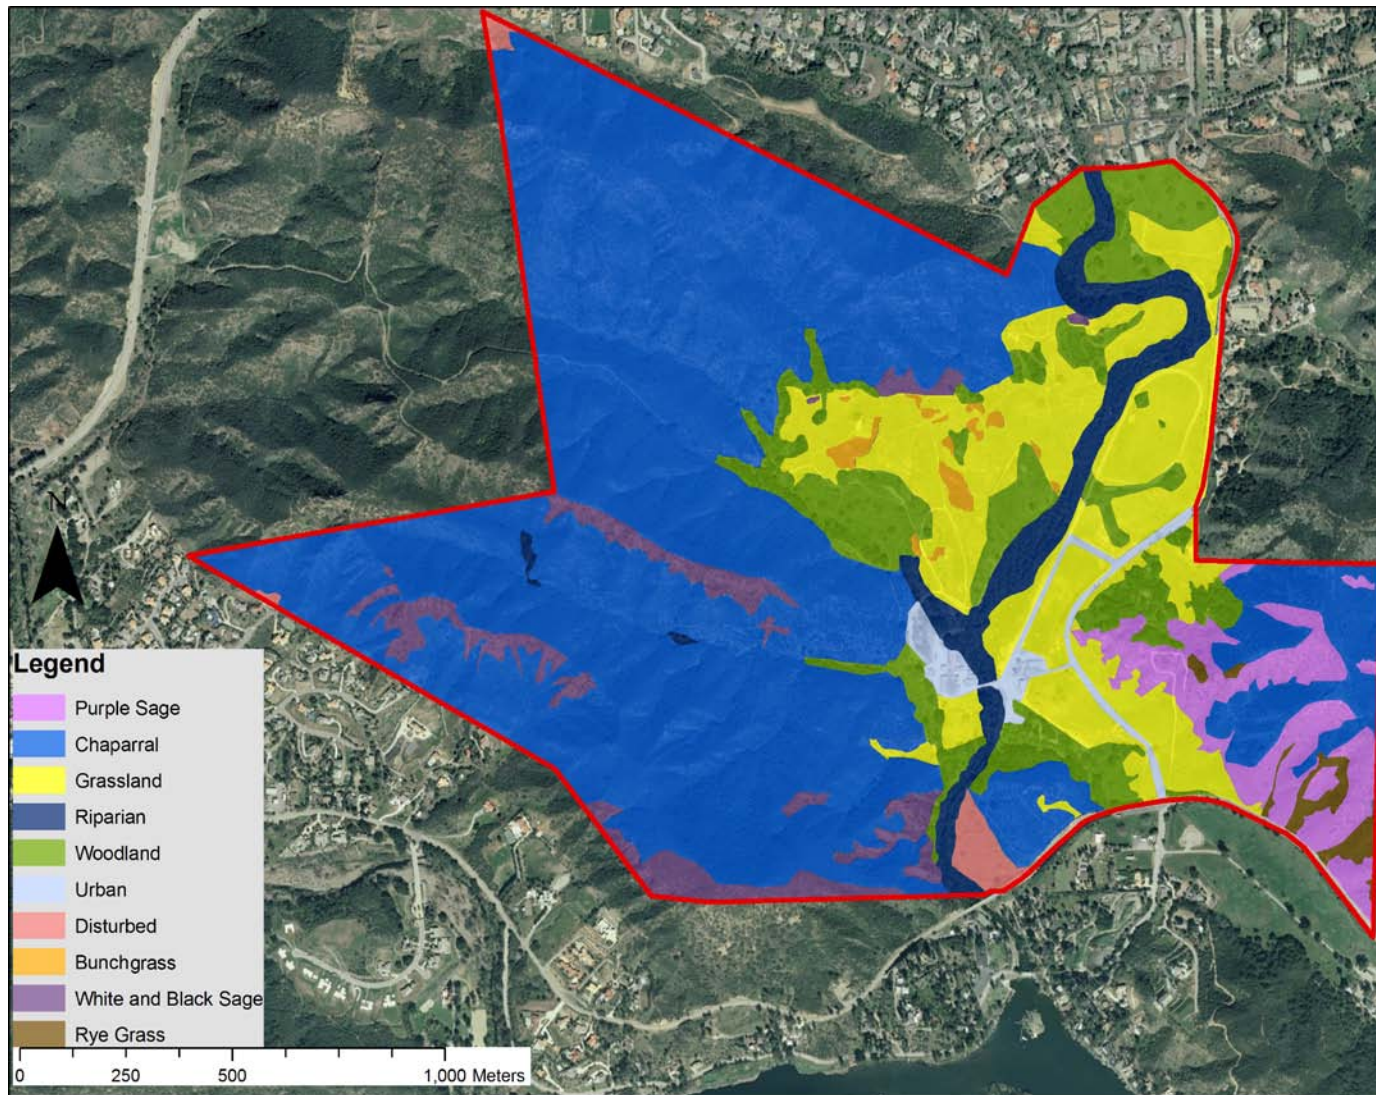 N
Legend
Purple Sage
Chaparral
Grassland
Riparian
Woodland
Urban
Disturbed
Bunchgrass
White and Black Sage
Rye Grass
0 250 500 1,000 Meters